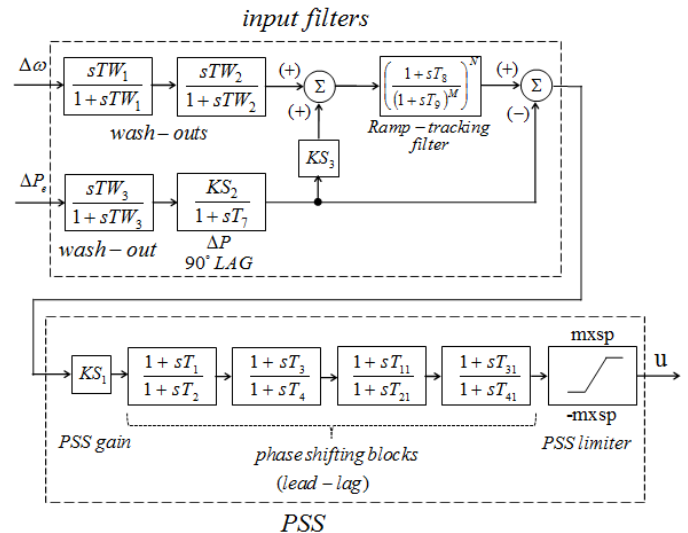 input filters
Δω
sTW₁
1 + sTW₁
sTW₂
1 + sTW₂
(+)
Σ
(+)
( (1 + sT₈) / ((1 + sT₉)^M) )^N
(+)
Σ
(−)
wash − outs
Ramp − tracking
filter
KS₃
ΔPₑ
sTW₃
1 + sTW₃
KS₂
1 + sT₇
wash − out
ΔP
90° LAG
KS₁
1 + sT₁
1 + sT₂
1 + sT₃
1 + sT₄
1 + sT₁₁
1 + sT₂₁
1 + sT₃₁
1 + sT₄₁
mxsp
-mxsp
u
PSS gain
phase shifting blocks
(lead − lag)
PSS limiter
PSS